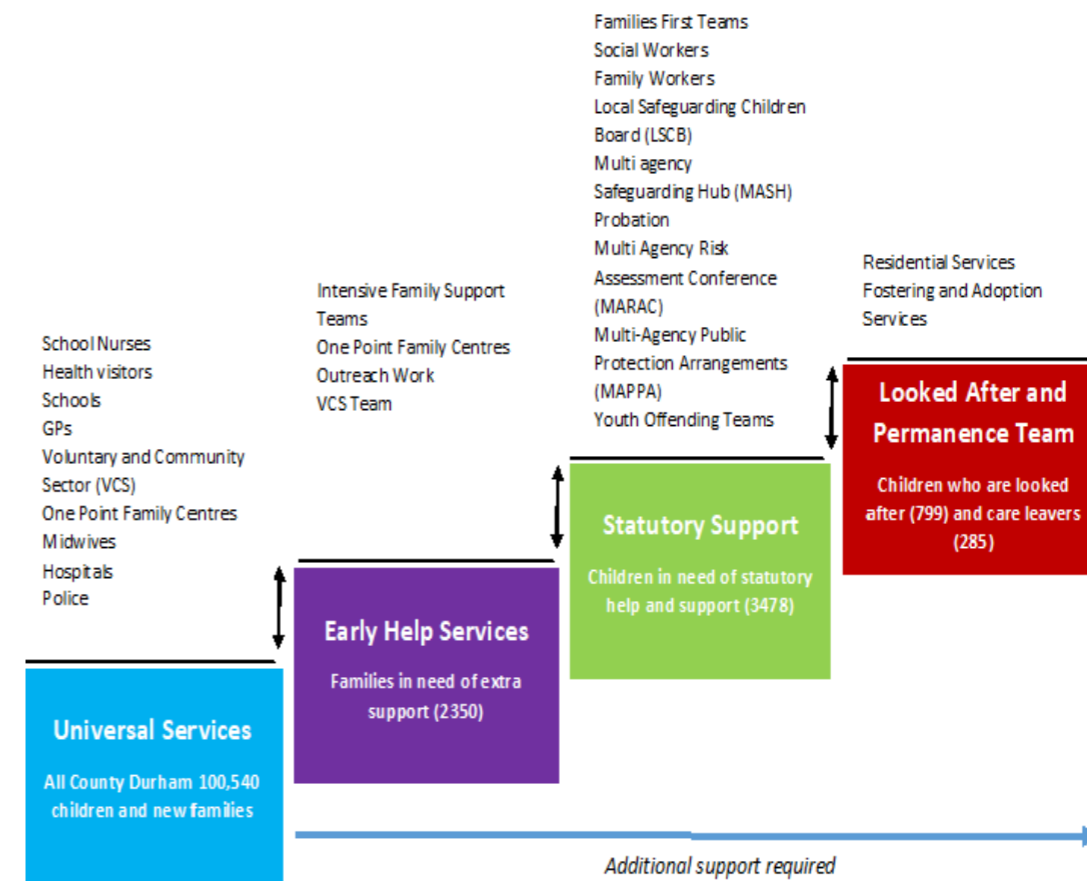 School Nurses
Health visitors
Schools
GPs
Voluntary and Community
Sector (VCS)
One Point Family Centres
Midwives
Hospitals
Police
Universal Services
All County Durham 100,540
children and new families
Intensive Family Support
Teams
One Point Family Centres
Outreach Work
VCS Team
Early Help Services
Families in need of extra
support (2350)
Families First Teams
Social Workers
Family Workers
Local Safeguarding Children
Board (LSCB)
Multi agency
Safeguarding Hub (MASH)
Probation
Multi Agency Risk
Assessment Conference
(MARAC)
Multi-Agency Public
Protection Arrangements
(MAPPA)
Youth Offending Teams
Statutory Support
Children in need of statutory
help and support (3478)
Residential Services
Fostering and Adoption
Services
Looked After and
Permanence Team
Children who are looked
after (799) and care leavers
(285)
Additional support required